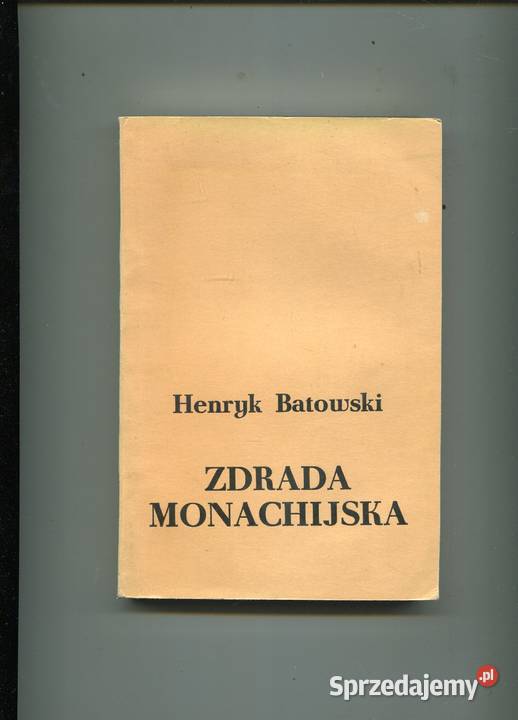 Henryk Batowski
ZDRADA
MONACHIJSKA
Sprzedajemy.pl